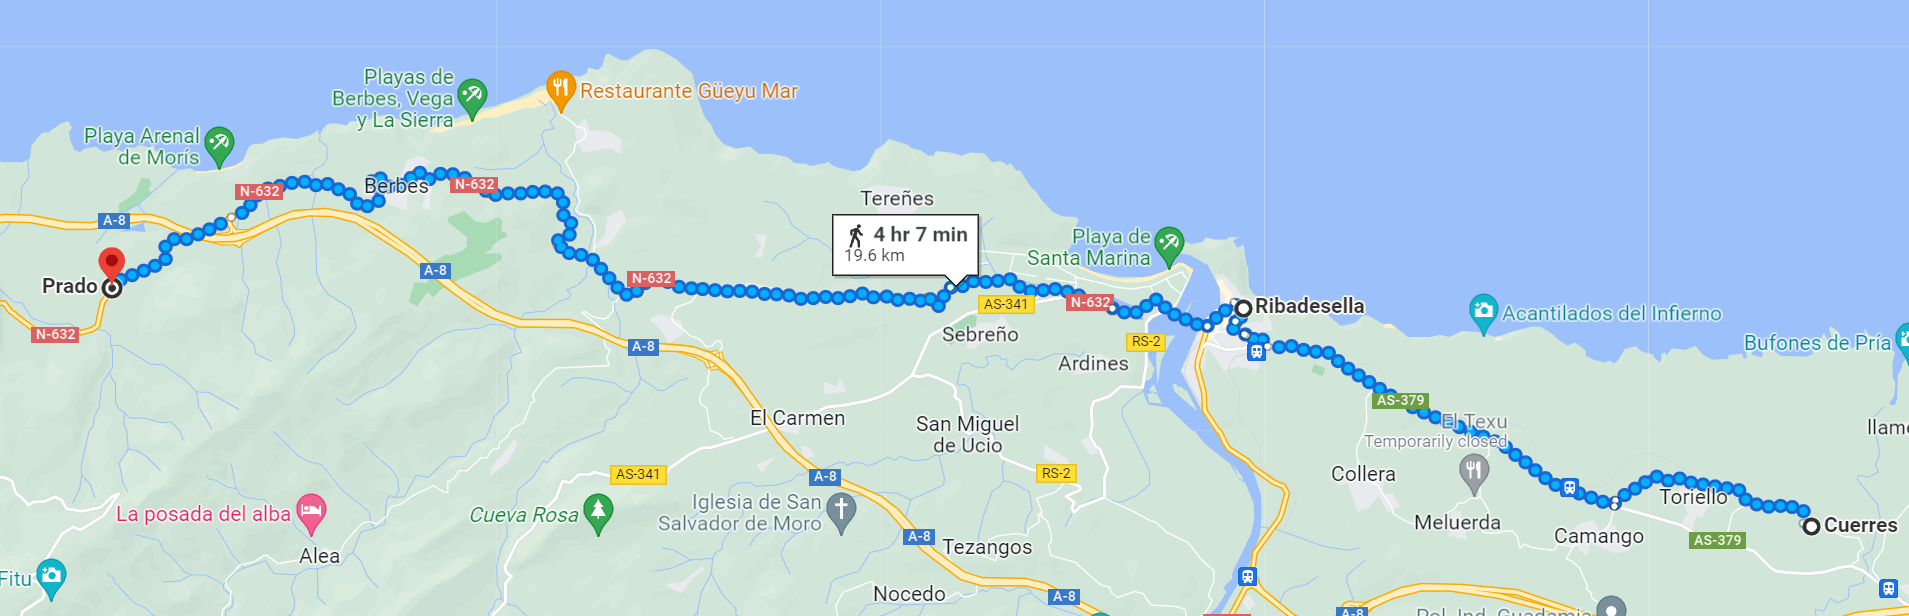 Playas de
Berbes, Vega
y La Sierra
Restaurante Güeyu Mar
Playa Arenal
de Morís
N-632
Berbes
N-632
Tereñes
A-8
4 hr 7 min
19.6 km
Playa de
Santa Marina
A-8
N-632
Prado
AS-341
N-632
Ribadesella
Acantilados del Infierno
N-632
Sebreño
RS-2
Bufones de Pría
A-8
Ardines
AS-379
El Carmen
San Miguel
de Ucio
El Texu
Temporarily closed
Llame
AS-341
A-8
RS-2
Collera
Toriello
La posada del alba
Cueva Rosa
Iglesia de San
Salvador de Moro
Meluerda
Cuerres
A-8
Tezangos
Camango
AS-379
Alea
Fitu
Nocedo
A-8
A-8
Pol. Ind. Guadamia